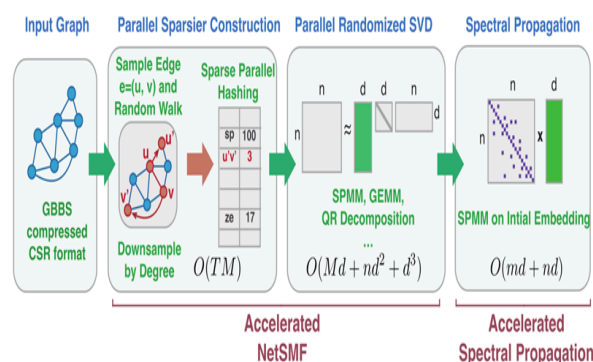 Input Graph
Parallel Sparsier Construction
Parallel Randomized SVD
Spectral Propagation
GBBS
compressed
CSR format
Sample Edge
e=(u, v) and
Random Walk
u'
u
v'
v
Downsample
by Degree
Sparse Parallel
Hashing
sp 100
u'v' 3
ze 17
O(TM)
n d n
n ≈ d
SPMM, GEMM,
QR Decomposition
...
O(Md + nd² + d³)
n d
n x
SPMM on Intial Embedding
O(md + nd)
Accelerated
NetSMF
Accelerated
Spectral Propagation